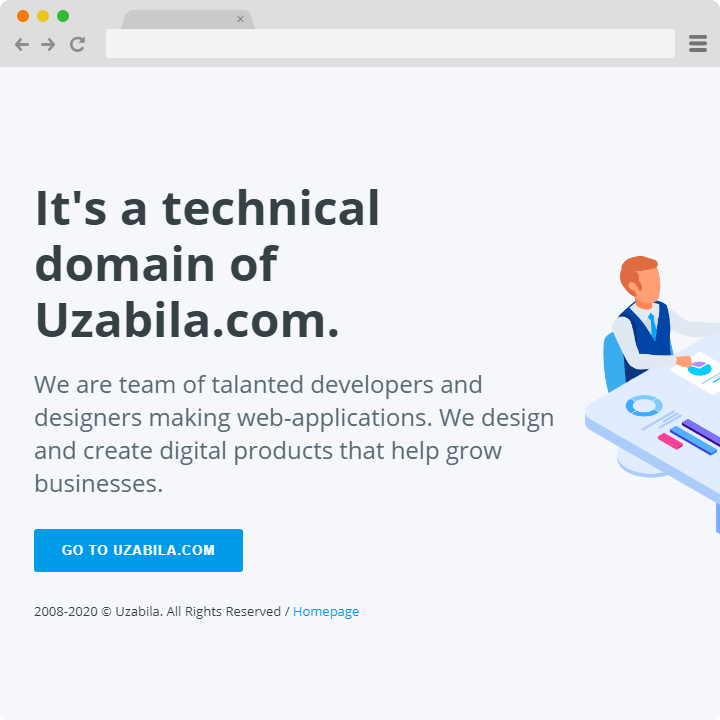 It's a technical
domain of
Uzabila.com.
We are team of talanted developers and
designers making web-applications. We design
and create digital products that help grow
businesses.
GO TO UZABILA.COM
2008-2020 © Uzabila. All Rights Reserved / Homepage